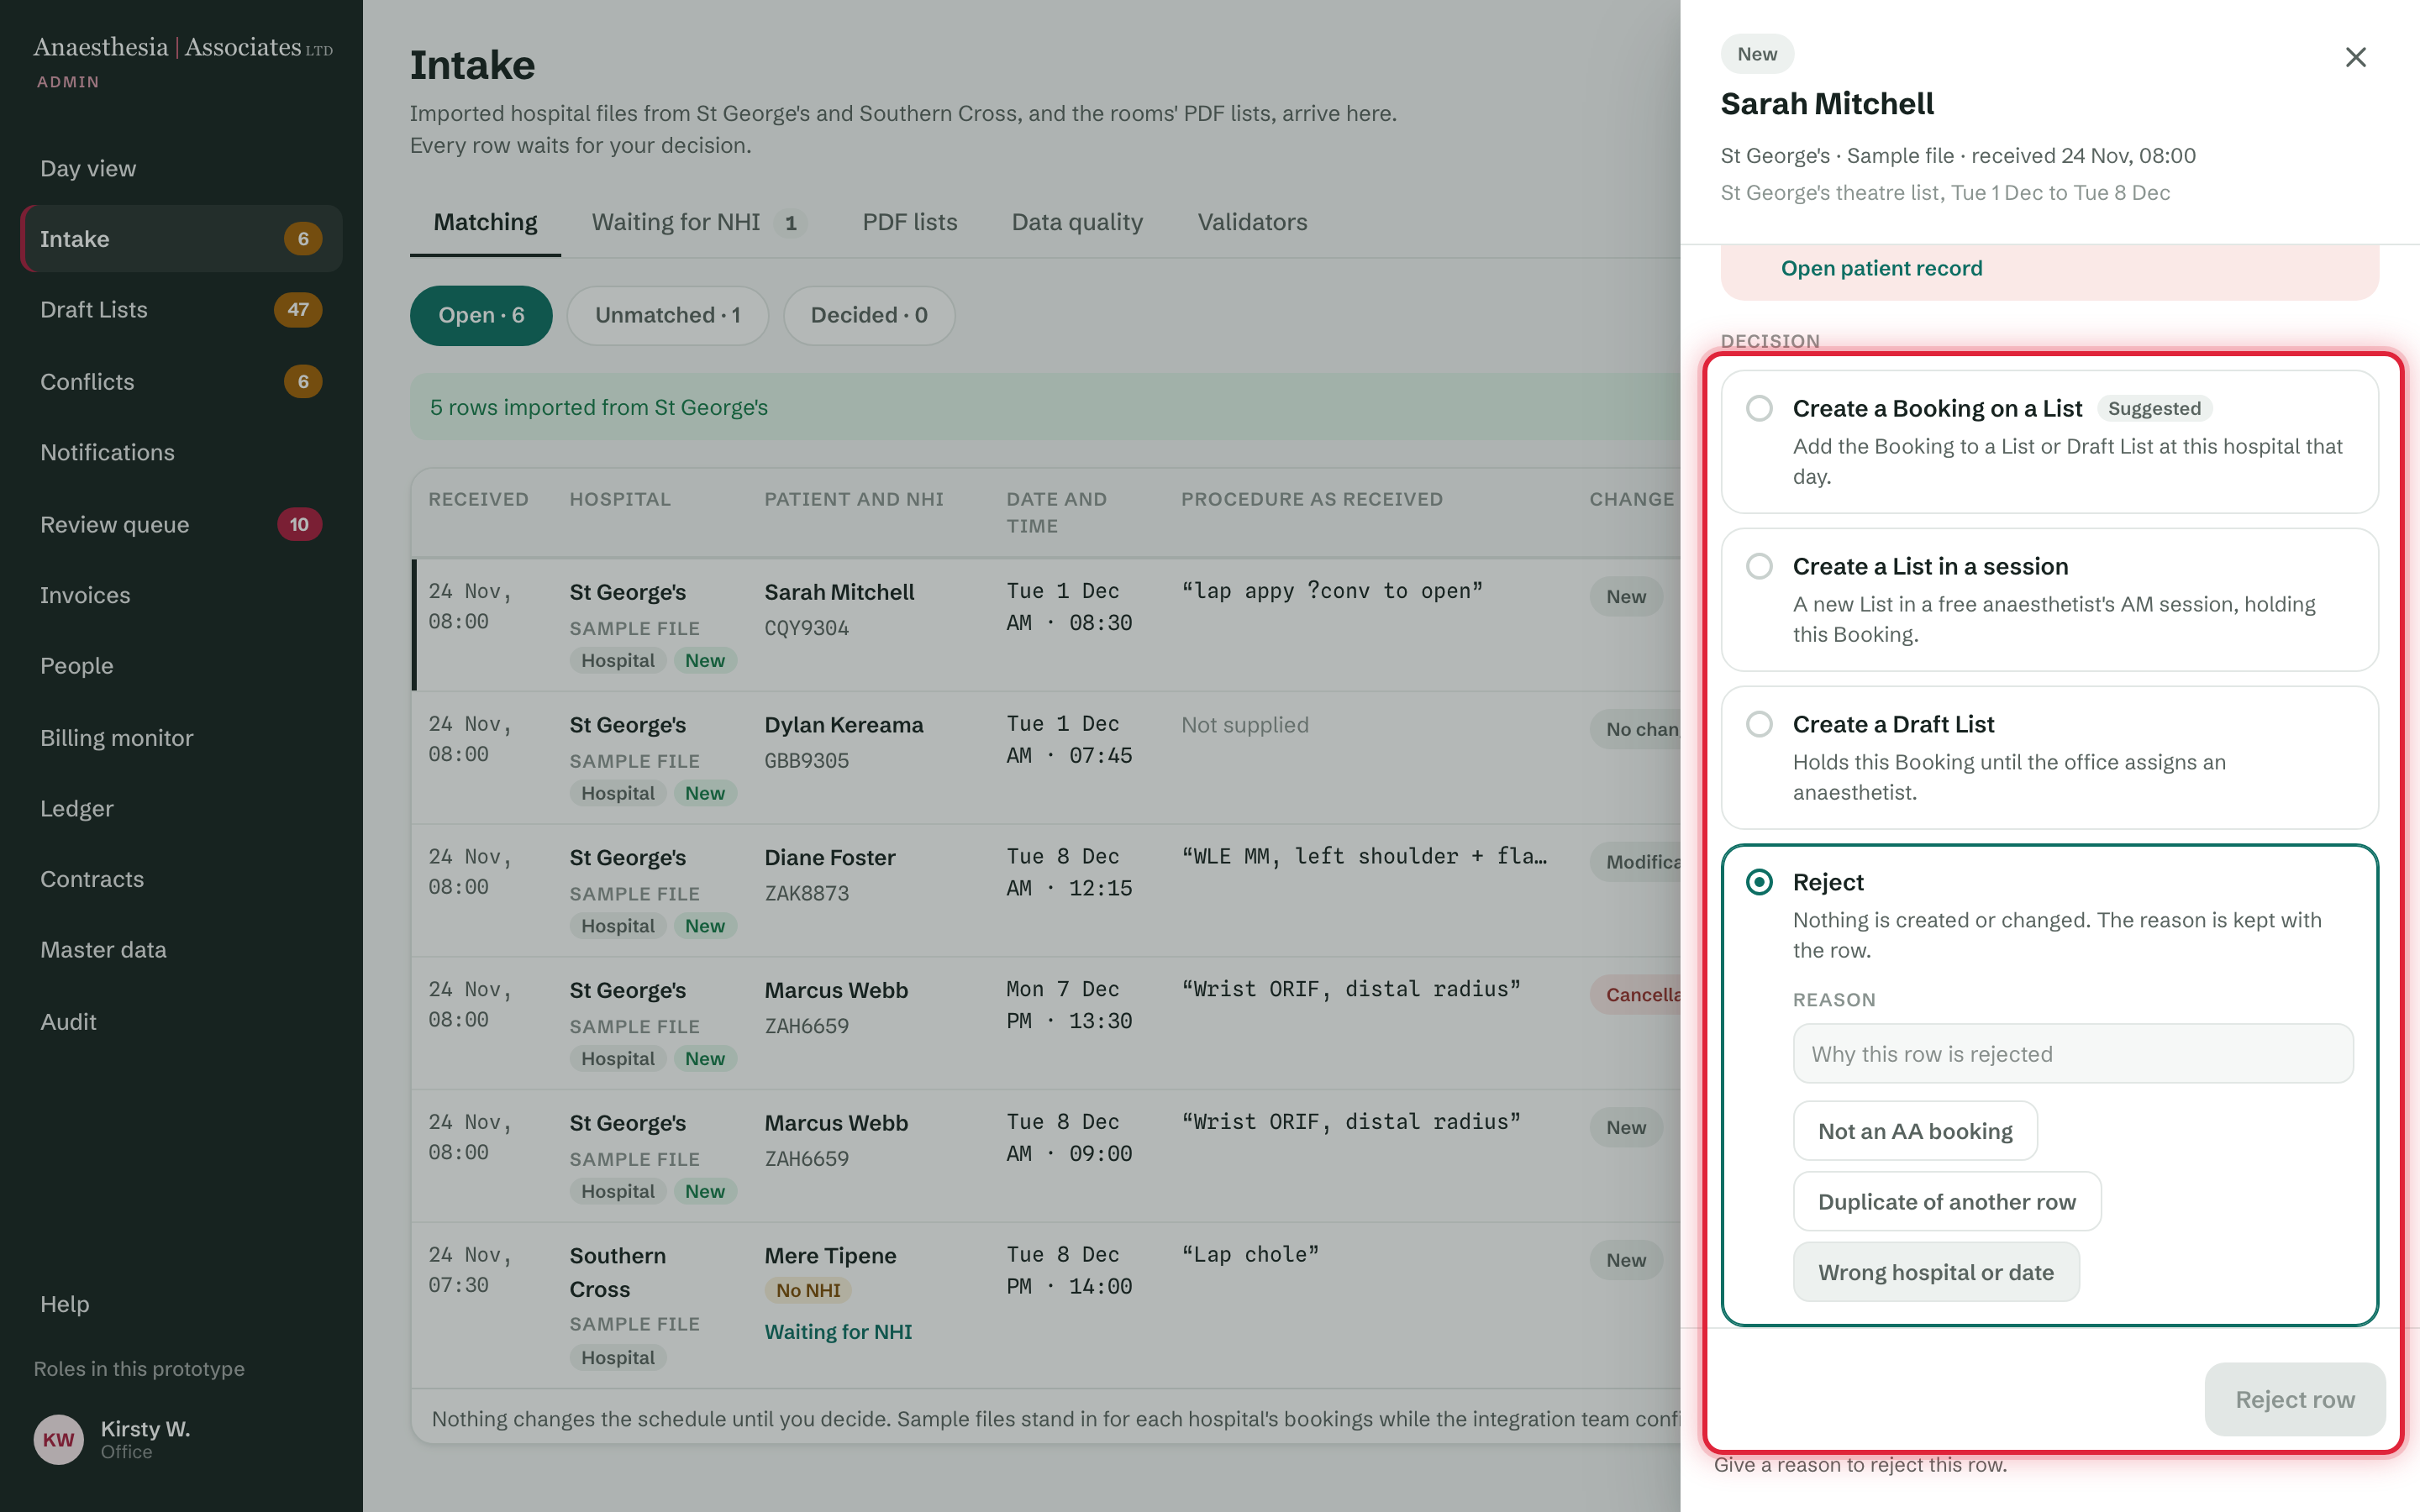 Anaesthesia | Associates LTD
ADMIN
Day view
Intake 6
Draft Lists 47
Conflicts 6
Notifications
Review queue 10
Invoices
People
Billing monitor
Ledger
Contracts
Master data
Audit
Help
Roles in this prototype
KW
Kirsty W.
Office
Intake
Imported hospital files from St George's and Southern Cross, and the rooms' PDF lists, arrive here.
Every row waits for your decision.
Matching
Waiting for NHI 1
PDF lists
Data quality
Validators
Open · 6
Unmatched · 1
Decided · 0
5 rows imported from St George's
RECEIVED
HOSPITAL
PATIENT AND NHI
DATE AND
TIME
PROCEDURE AS RECEIVED
CHANGE
24 Nov,
08:00
St George's
SAMPLE FILE
Hospital New
Sarah Mitchell
CQY9304
Tue 1 Dec
AM · 08:30
“lap appy ?conv to open”
New
24 Nov,
08:00
St George's
SAMPLE FILE
Hospital New
Dylan Kereama
GBB9305
Tue 1 Dec
AM · 07:45
Not supplied
No chan
24 Nov,
08:00
St George's
SAMPLE FILE
Hospital New
Diane Foster
ZAK8873
Tue 8 Dec
AM · 12:15
“WLE MM, left shoulder + fla…
Modifica
24 Nov,
08:00
St George's
SAMPLE FILE
Hospital New
Marcus Webb
ZAH6659
Mon 7 Dec
PM · 13:30
“Wrist ORIF, distal radius”
Cancella
24 Nov,
08:00
St George's
SAMPLE FILE
Hospital New
Marcus Webb
ZAH6659
Tue 8 Dec
AM · 09:00
“Wrist ORIF, distal radius”
New
24 Nov,
07:30
Southern
Cross
SAMPLE FILE
Hospital
Mere Tipene
No NHI
Waiting for NHI
Tue 8 Dec
PM · 14:00
“Lap chole”
New
Nothing changes the schedule until you decide. Sample files stand in for each hospital's bookings while the integration team confi
New
Sarah Mitchell
St George's · Sample file · received 24 Nov, 08:00
St George's theatre list, Tue 1 Dec to Tue 8 Dec
Open patient record
DECISION
Create a Booking on a List Suggested
Add the Booking to a List or Draft List at this hospital that
day.
Create a List in a session
A new List in a free anaesthetist's AM session, holding
this Booking.
Create a Draft List
Holds this Booking until the office assigns an
anaesthetist.
Reject
Nothing is created or changed. The reason is kept with
the row.
REASON
Why this row is rejected
Not an AA booking
Duplicate of another row
Wrong hospital or date
Reject row
Give a reason to reject this row.